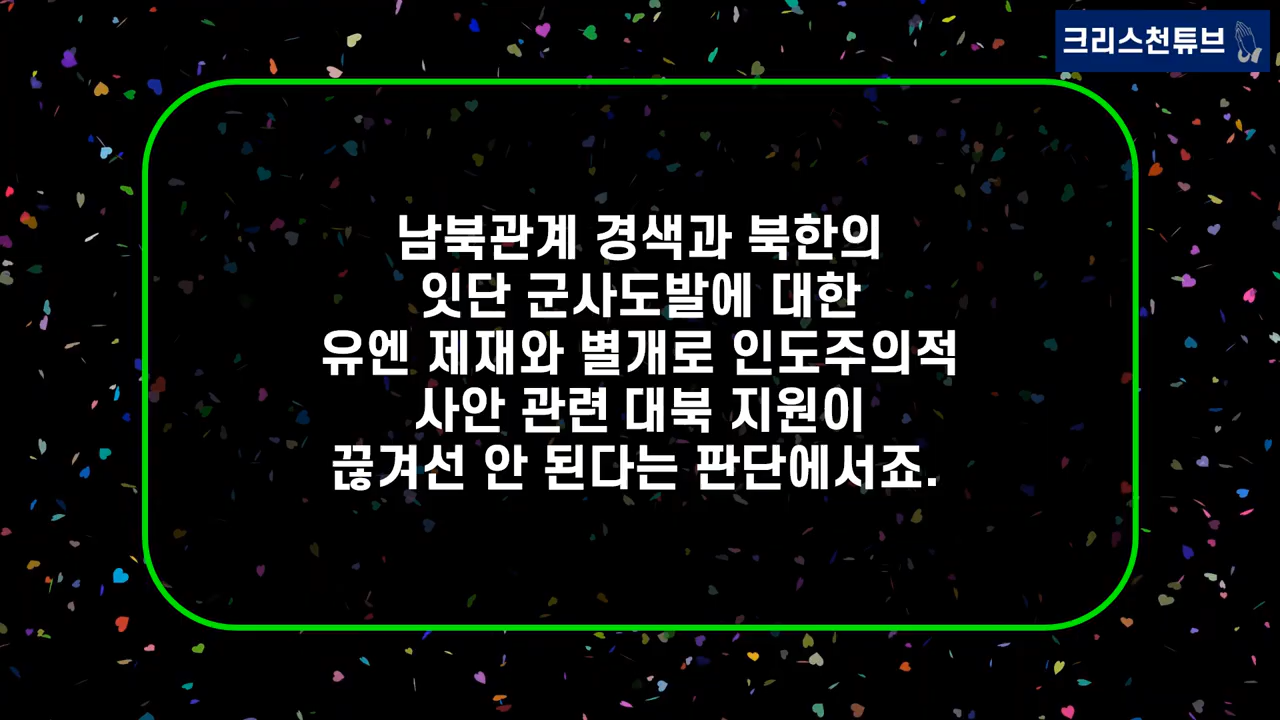 크리스천튜브
남북관계 경색과 북한의
잇단 군사도발에 대한
유엔 제재와 별개로 인도주의적
사안 관련 대북 지원이
끊겨선 안 된다는 판단에서죠.